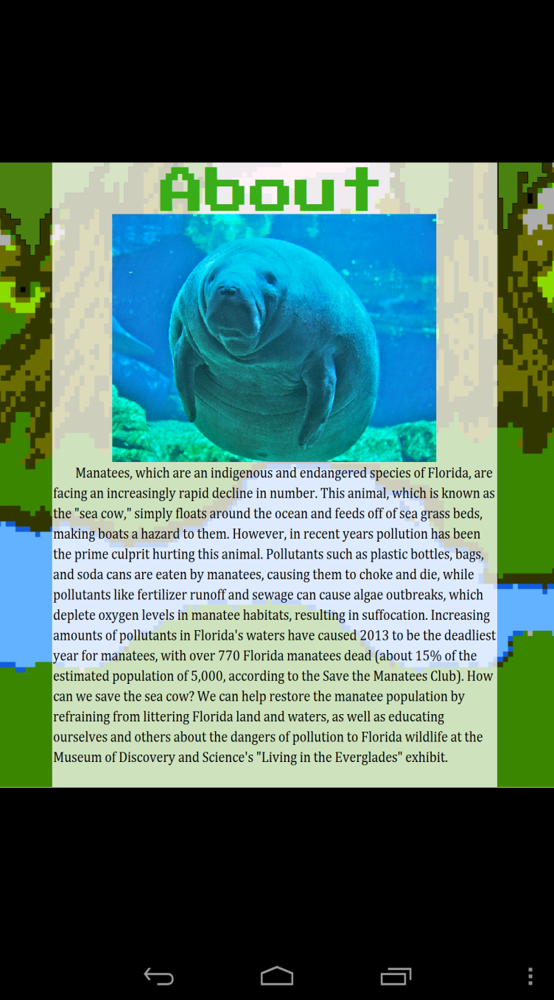 About
Manatees, which are an indigenous and endangered species of Florida, are
facing an increasingly rapid decline in number. This animal, which is known as
the "sea cow," simply floats around the ocean and feeds off of sea grass beds,
making boats a hazard to them. However, in recent years pollution has been
the prime culprit hurting this animal. Pollutants such as plastic bottles, bags,
and soda cans are eaten by manatees, causing them to choke and die, while
pollutants like fertilizer runoff and sewage can cause algae outbreaks, which
deplete oxygen levels in manatee habitats, resulting in suffocation. Increasing
amounts of pollutants in Florida's waters have caused 2013 to be the deadliest
year for manatees, with over 770 Florida manatees dead (about 15% of the
estimated population of 5,000, according to the Save the Manatees Club). How
can we save the sea cow? We can help restore the manatee population by
refraining from littering Florida land and waters, as well as educating
ourselves and others about the dangers of pollution to Florida wildlife at the
Museum of Discovery and Science's "Living in the Everglades" exhibit.